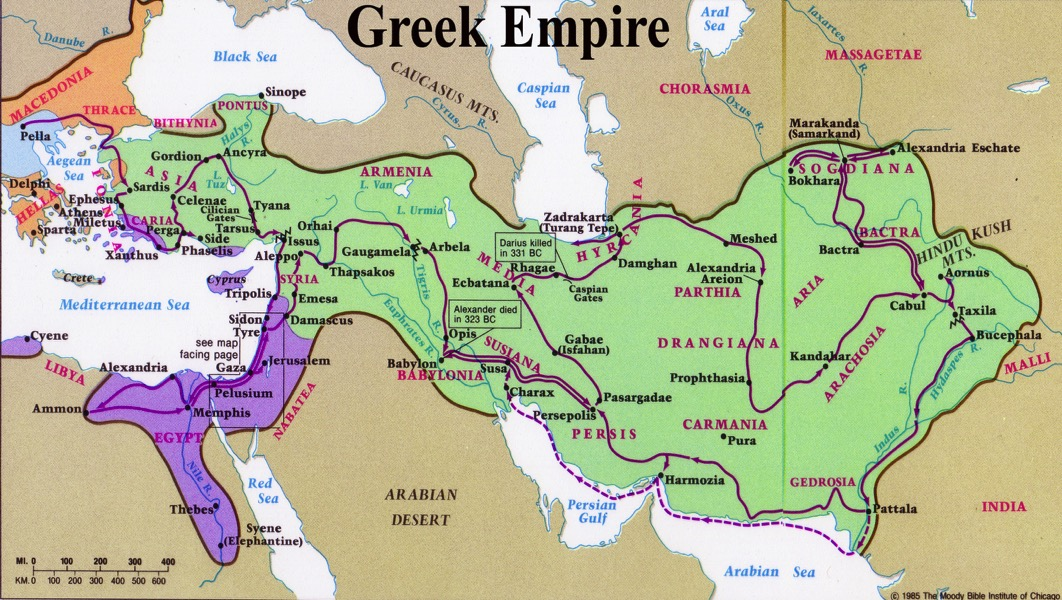 Greek Empire
Danube R.
Black Sea
CAUCASUS MTS.
Cyrus R.
Caspian
Sea
Aral
Sea
Jaxartes R.
MASSAGETAE
CHORASMIA
Oxus R.
MACEDONIA
THRACE
BITHYNIA
PONTUS
Sinope
Pella
Aegean
Sea
Gordion
Ancyra
Halys R.
ASIA
L.
Tuz
ARMENIA
L. Van
L. Urmia
Marakanda
(Samarkand)
Alexandria Eschate
SOGDIANA
Bokhara
Delphi
HELLAS
Athens
Sparta
Sardis
Ephesus
Miletus
IONIA
CARIA
Celenae
Perga
Side
Phaselis
Xanthus
Cilician
Gates
Tyana
Tarsus
Issus
Orhai
Aleppo
Gaugamela
Arbela
Thapsakos
Tigris
Euphrates R.
SYRIA
Zadrakarta
(Turang Tepe)
HYRCANIA
Darius killed
in 331 BC
MEDIA
Rhagae
Ecbatana
Caspian
Gates
Damghan
Meshed
Alexandria
Areion
PARTHIA
ARIA
Bactra
BACTRA
HINDU KUSH
MTS.
Aornús
Cabul
Taxila
Bucephala
Crete
Cyprus
Mediterranean Sea
Tripolis
Emesa
Sidon
Tyre
Damascus
see map
facing page
Gaza
Jerusalem
Cyene
LIBYA
Alexandria
Pelusium
Ammon
Memphis
NABATEA
EGYPT
Nile R.
Thebes
Syene
(Elephantine)
Red
Sea
ARABIAN
DESERT
Alexander died
in 323 BC
Opis
Babylon
BABYLONIA
SUSIANA
Susa
Charax
Gabae
(Isfahan)
Pasargadae
Persepolis
PERSIS
DRANGIANA
Prophthasia
Kandahar
ARACHOSIA
CARMANIA
Pura
Harmozia
GEDROSIA
Pattala
Indus R.
Hydaspes R.
MALLI
INDIA
Persian
Gulf
Arabian Sea
MI. 0 100 200 300 400
KM. 0 100 200 300 400 500 600
(c) 1985 The Moody Bible Institute of Chicago